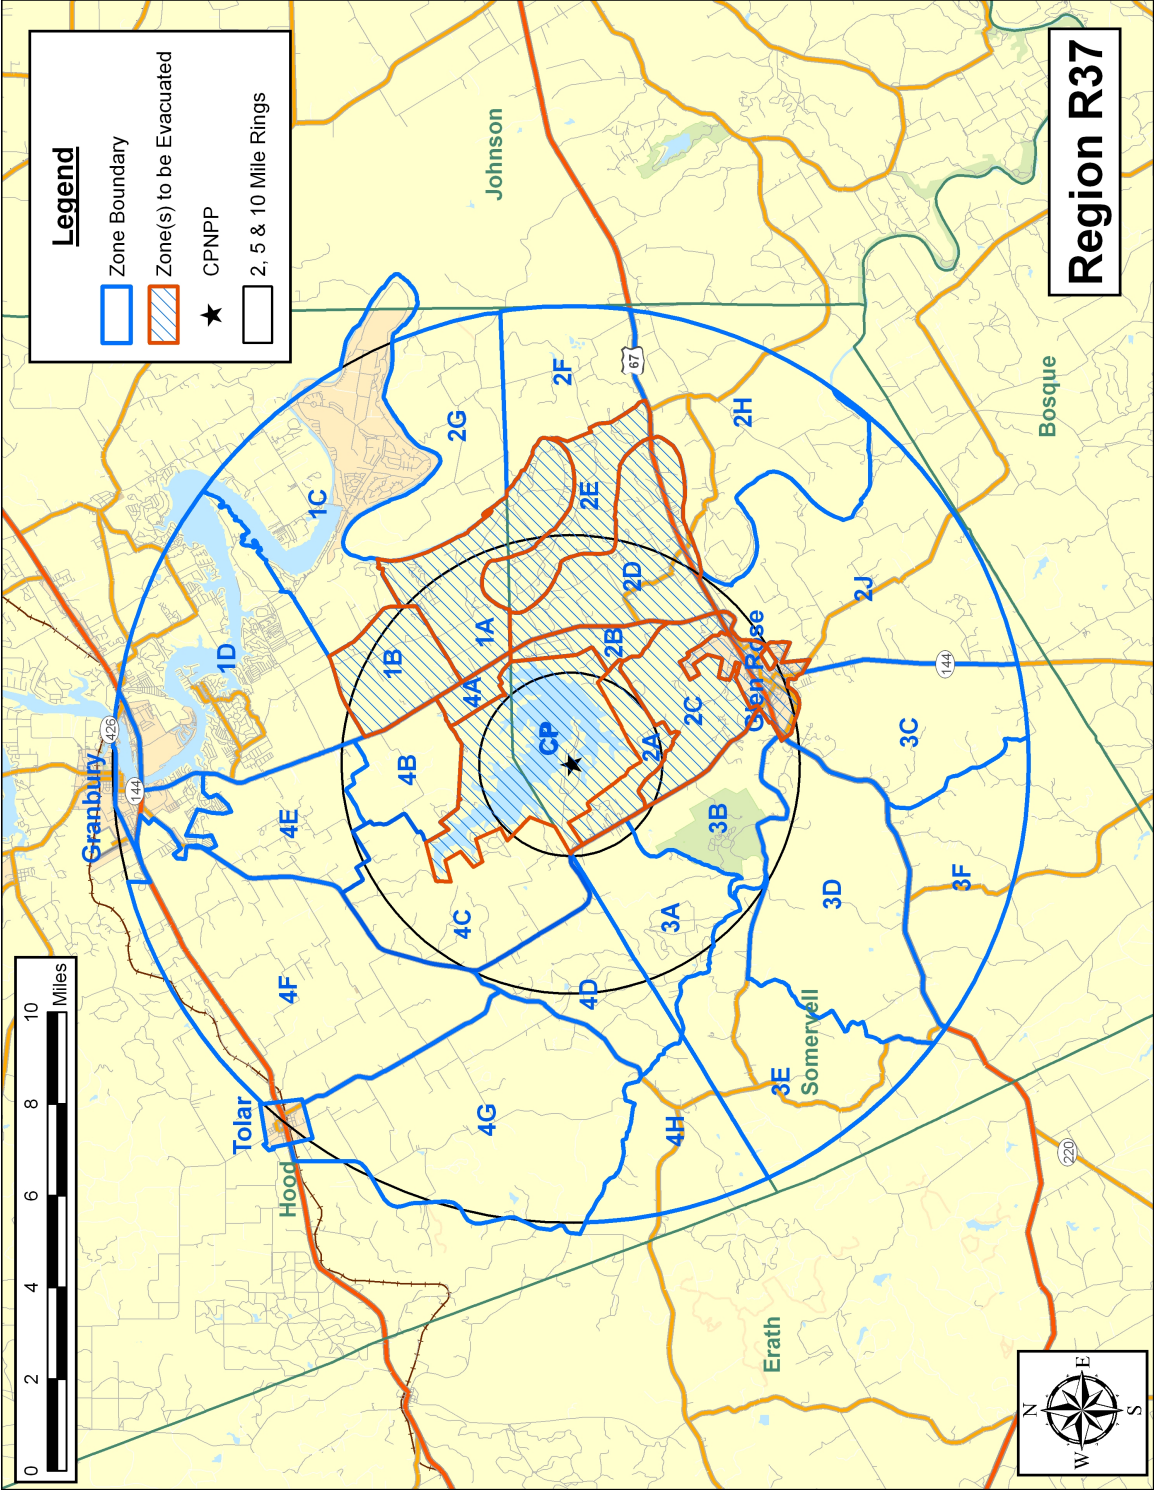 Legend
Zone Boundary
Zone(s) to be Evacuated
CPNPP
2, 5 & 10 Mile Rings
Region R37
0 2 4 6 8 10
Miles
N
W E
S
Granbury
Tolar
Glen Rose
Hood
Johnson
Bosque
Somervell
Erath
426
144
67
144
220
CP
1A
1B
1C
1D
2A
2B
2C
2D
2E
2F
2G
2H
2J
3A
3B
3C
3D
3E
3F
4A
4B
4C
4D
4E
4F
4G
4H